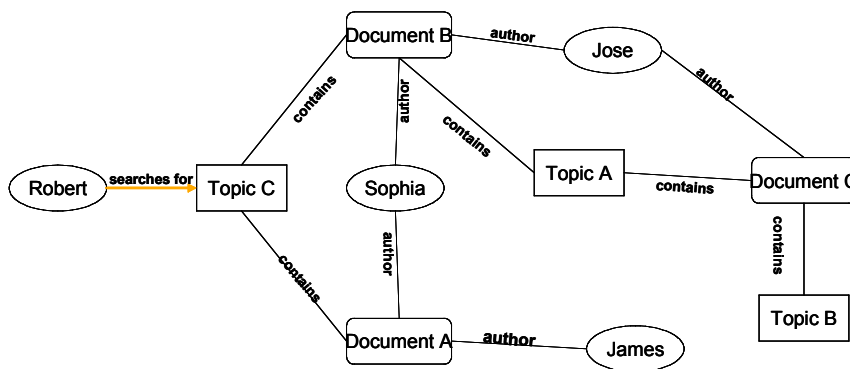 Document B
author
Jose
author
contains
author
contains
Robert
searches for
Topic C
Sophia
Topic A
contains
Document C
contains
author
contains
Topic B
Document A
author
James